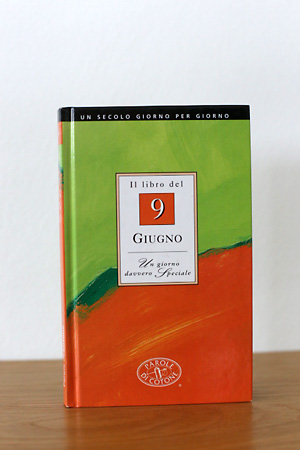 UN SECOLO GIORNO PER GIORNO
Il libro del
9
GIUGNO
Un giorno
davvero Speciale
PAROLE
DI COTONE
®